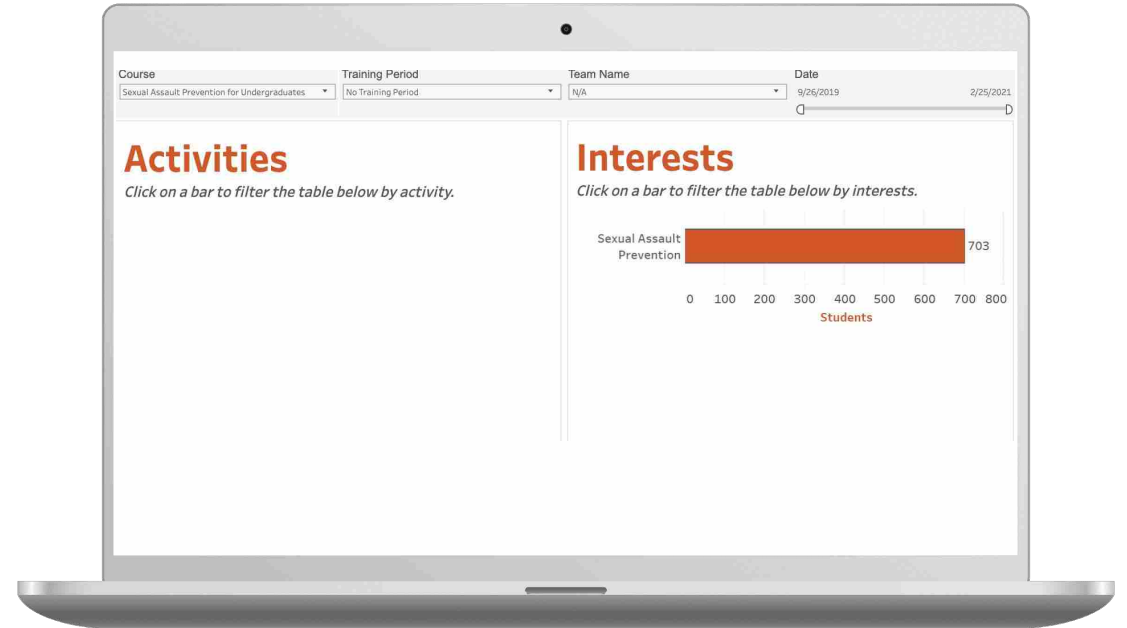 Course
Training Period
Team Name
Date
Sexual Assault Prevention for Undergraduates
No Training Period
N/A
9/26/2019
2/25/2021
Activities
Click on a bar to filter the table below by activity.
Interests
Click on a bar to filter the table below by interests.
Sexual Assault
Prevention
703
0 100 200 300 400 500 600 700 800
Students